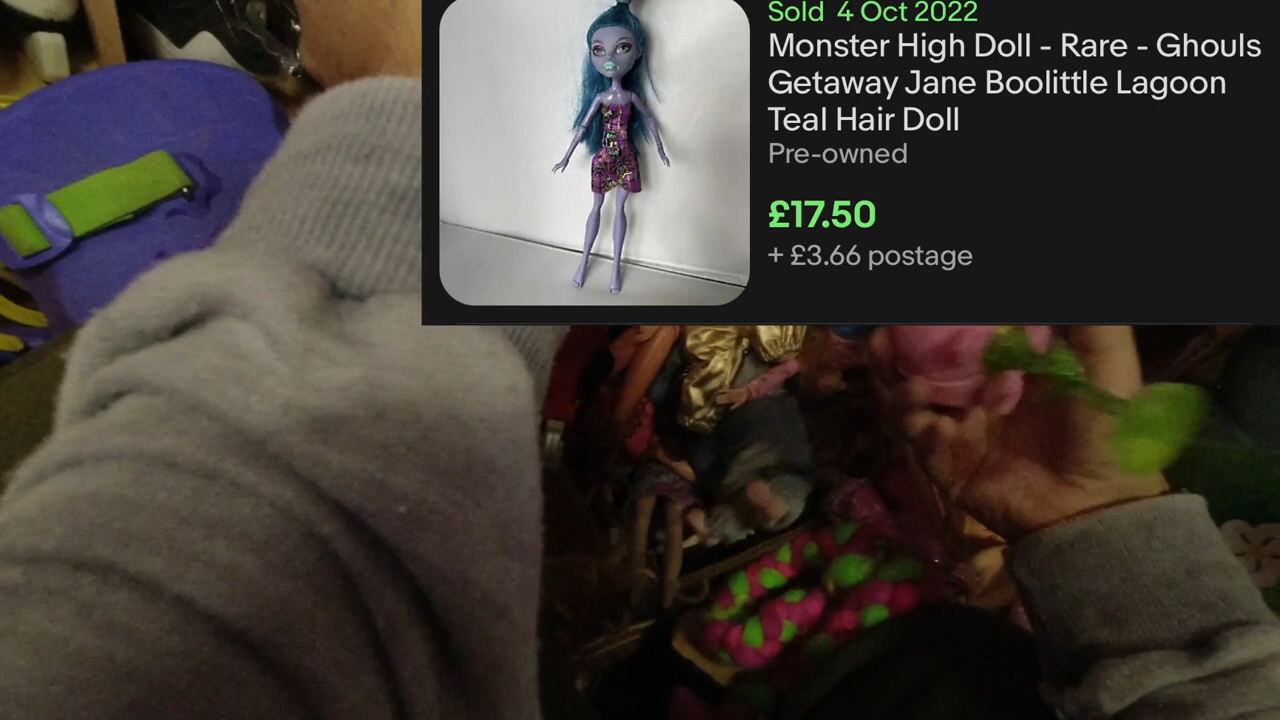 Sold 4 Oct 2022
Monster High Doll - Rare - Ghouls
Getaway Jane Boolittle Lagoon
Teal Hair Doll
Pre-owned
£17.50
+ £3.66 postage